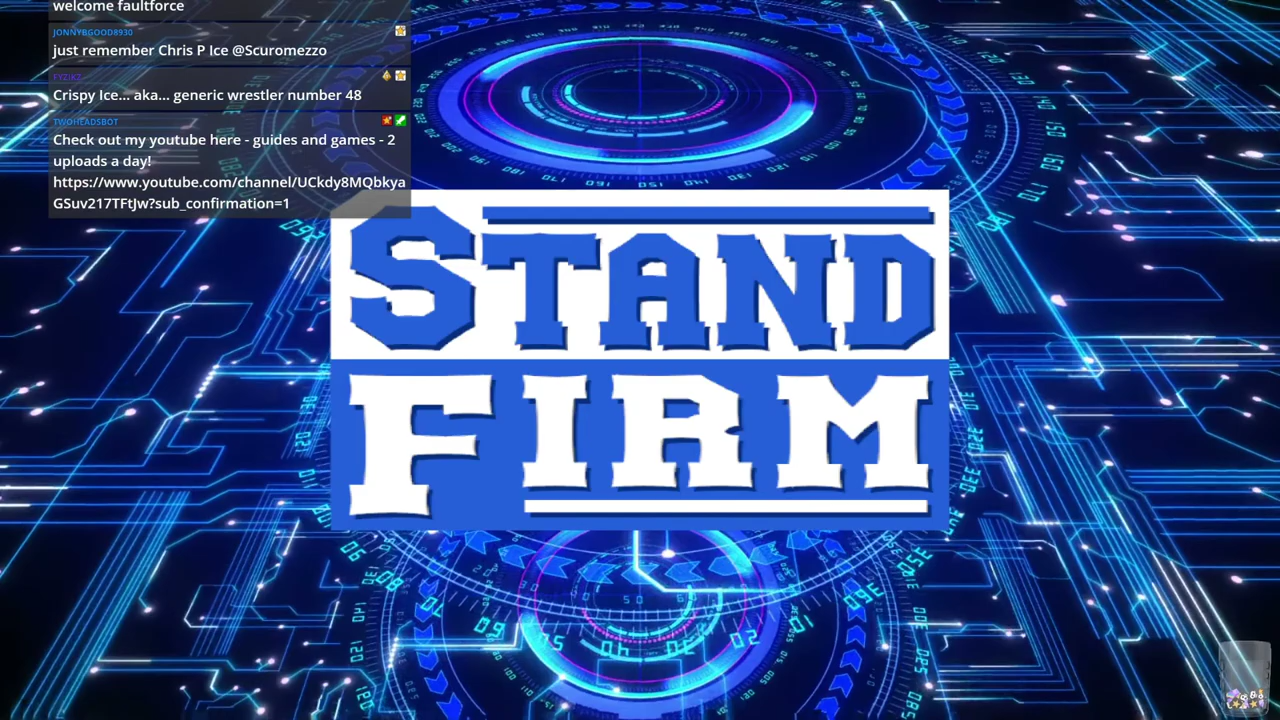 welcome faultforce
JONNYBGOOD8930
just remember Chris P Ice @Scuromezzo
FYZIKZ
Crispy Ice... aka... generic wrestler number 48
TWOHEADSBOT
Check out my youtube here - guides and games - 2
uploads a day!
https://www.youtube.com/channel/UCkdy8MQbkya
GSuv217TFtJw?sub_confirmation=1
STAND
FIRM